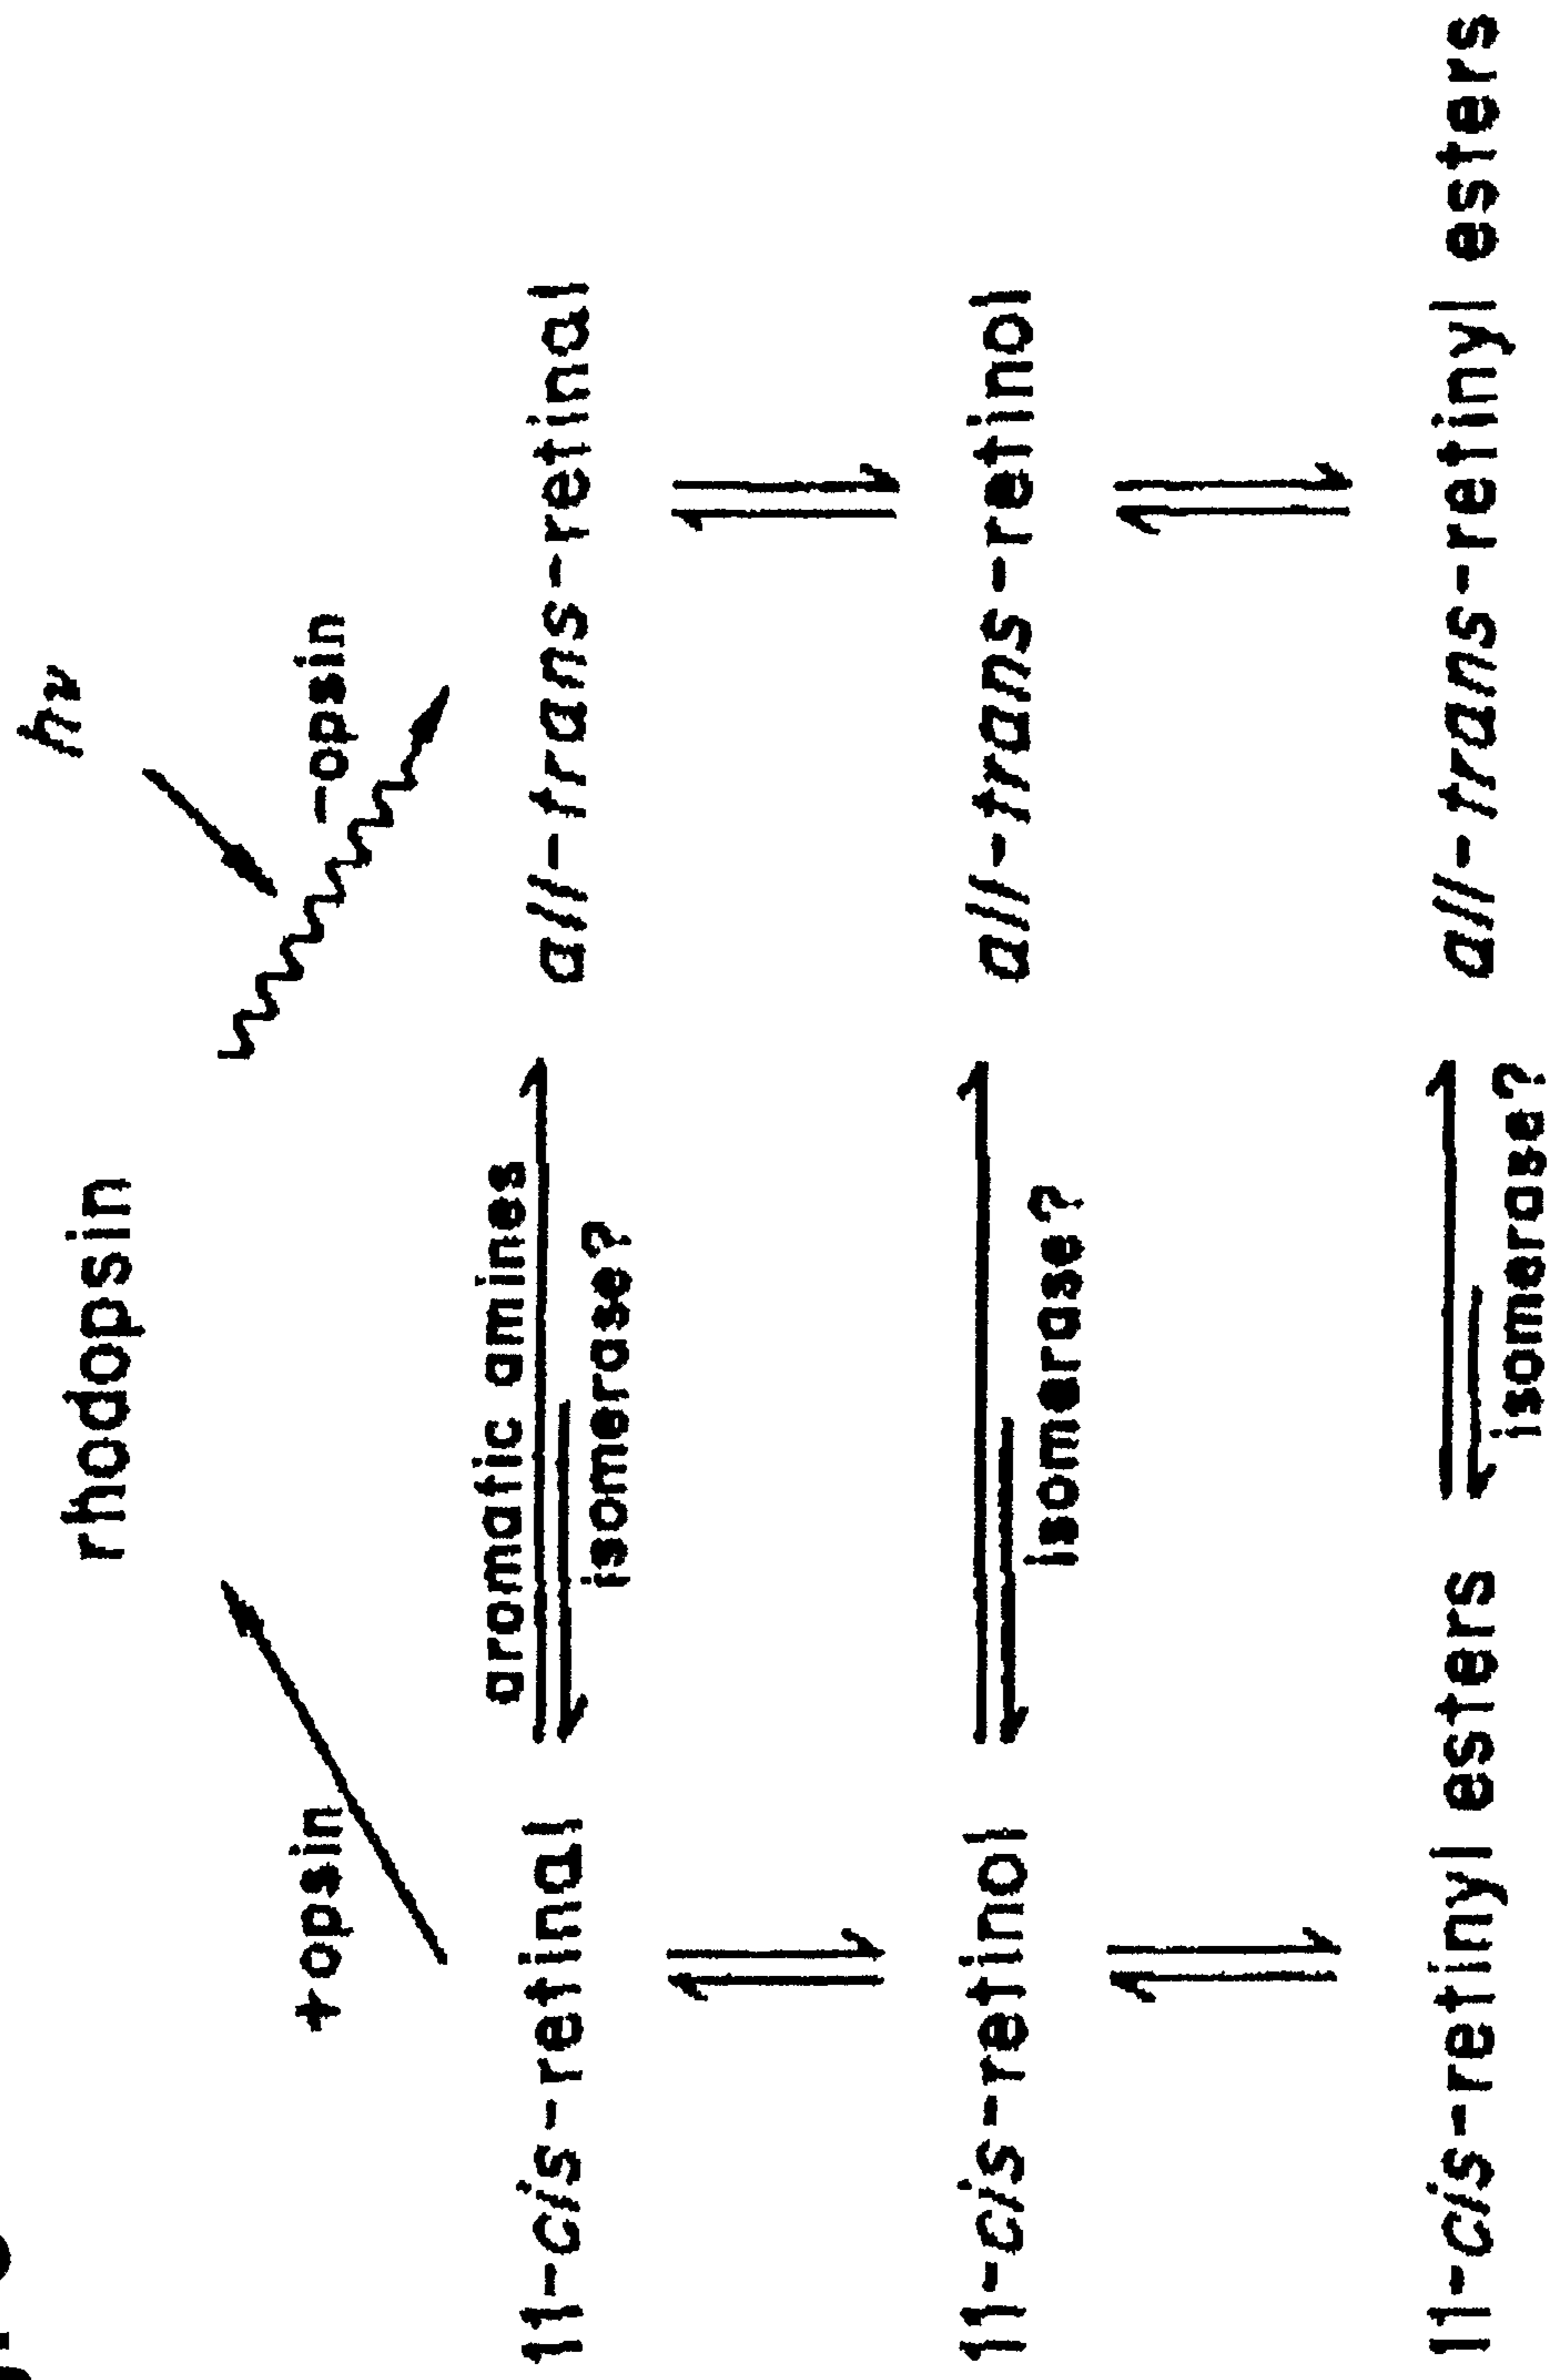 hν
rhodopsin
+opsin
-opsin
aromatic amines
11-cis-retinal
all-trans-retinal
isomerase?
11-cis-retinol
all-trans-retinol
isomerase?
11-cis-retinyl esters
all-trans-retinyl esters
isomerase?